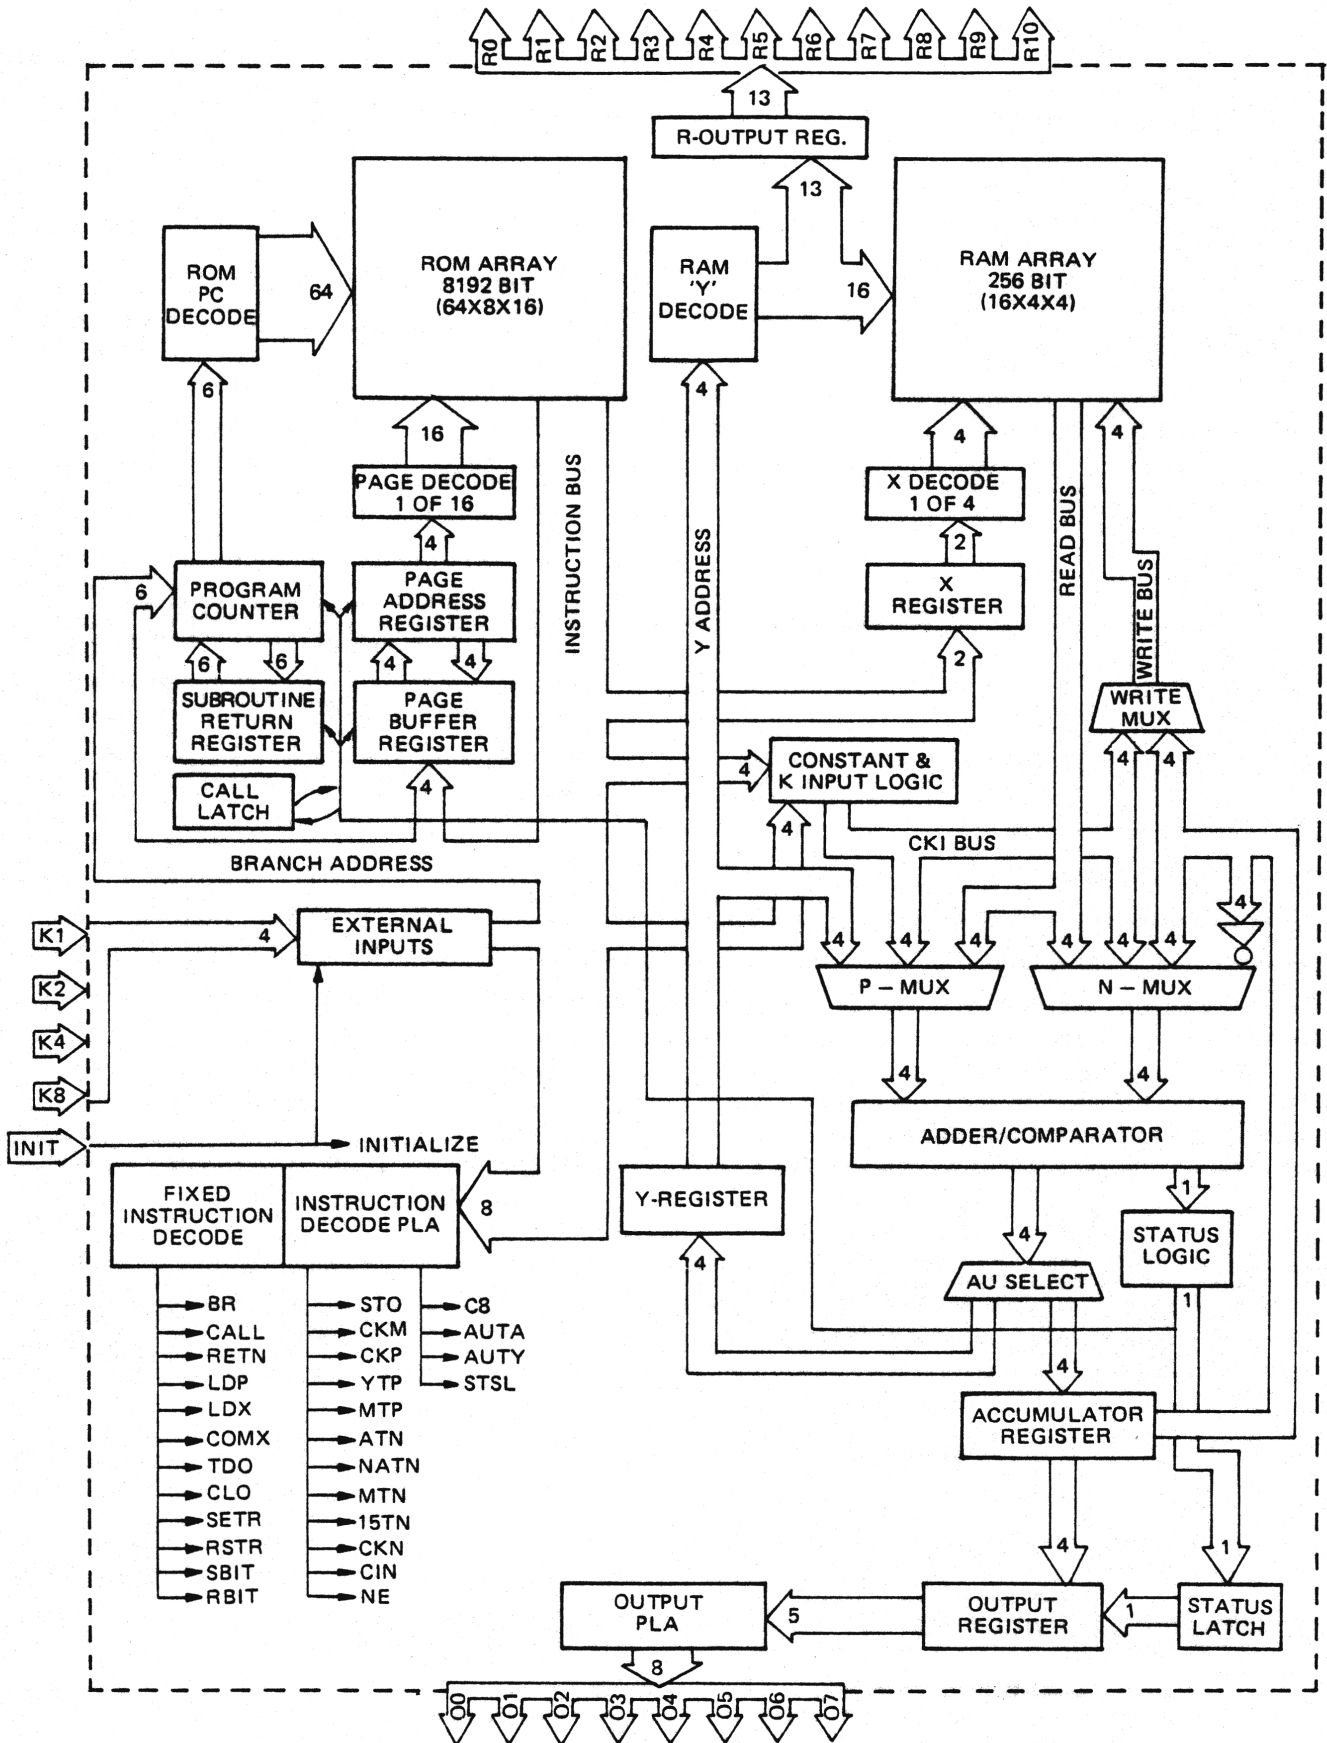 R0
R1
R2
R3
R4
R5
R6
R7
R8
R9
R10
13
R-OUTPUT REG.
13
ROM
PC
DECODE
64
ROM ARRAY
8192 BIT
(64X8X16)
RAM
'Y'
DECODE
16
RAM ARRAY
256 BIT
(16X4X4)
6
16
4
4
4
PAGE DECODE
1 OF 16
INSTRUCTION BUS
X DECODE
1 OF 4
READ BUS
4
2
Y ADDRESS
6
PROGRAM
COUNTER
PAGE
ADDRESS
REGISTER
X
REGISTER
WRITE BUS
6
6
4
4
2
SUBROUTINE
RETURN
REGISTER
PAGE
BUFFER
REGISTER
WRITE
MUX
CALL
LATCH
4
4
CONSTANT &
K INPUT LOGIC
4
4
4
CKI BUS
BRANCH ADDRESS
K1
4
EXTERNAL
INPUTS
4
4
4
4
4
4
4
4
K2
P – MUX
N – MUX
K4
K8
4
4
INIT
INITIALIZE
ADDER/COMPARATOR
FIXED
INSTRUCTION
DECODE
INSTRUCTION
DECODE PLA
8
Y-REGISTER
1
STATUS
LOGIC
4
4
AU SELECT
1
BR
CALL
RETN
LDP
LDX
COMX
TDO
CLO
SETR
RSTR
SBIT
RBIT
STO
CKM
CKP
YTP
MTP
ATN
NATN
MTN
15TN
CKN
CIN
NE
C8
AUTA
AUTY
STSL
4
ACCUMULATOR
REGISTER
4
1
OUTPUT
PLA
5
OUTPUT
REGISTER
1
STATUS
LATCH
8
O0
O1
O2
O3
O4
O5
O6
O7